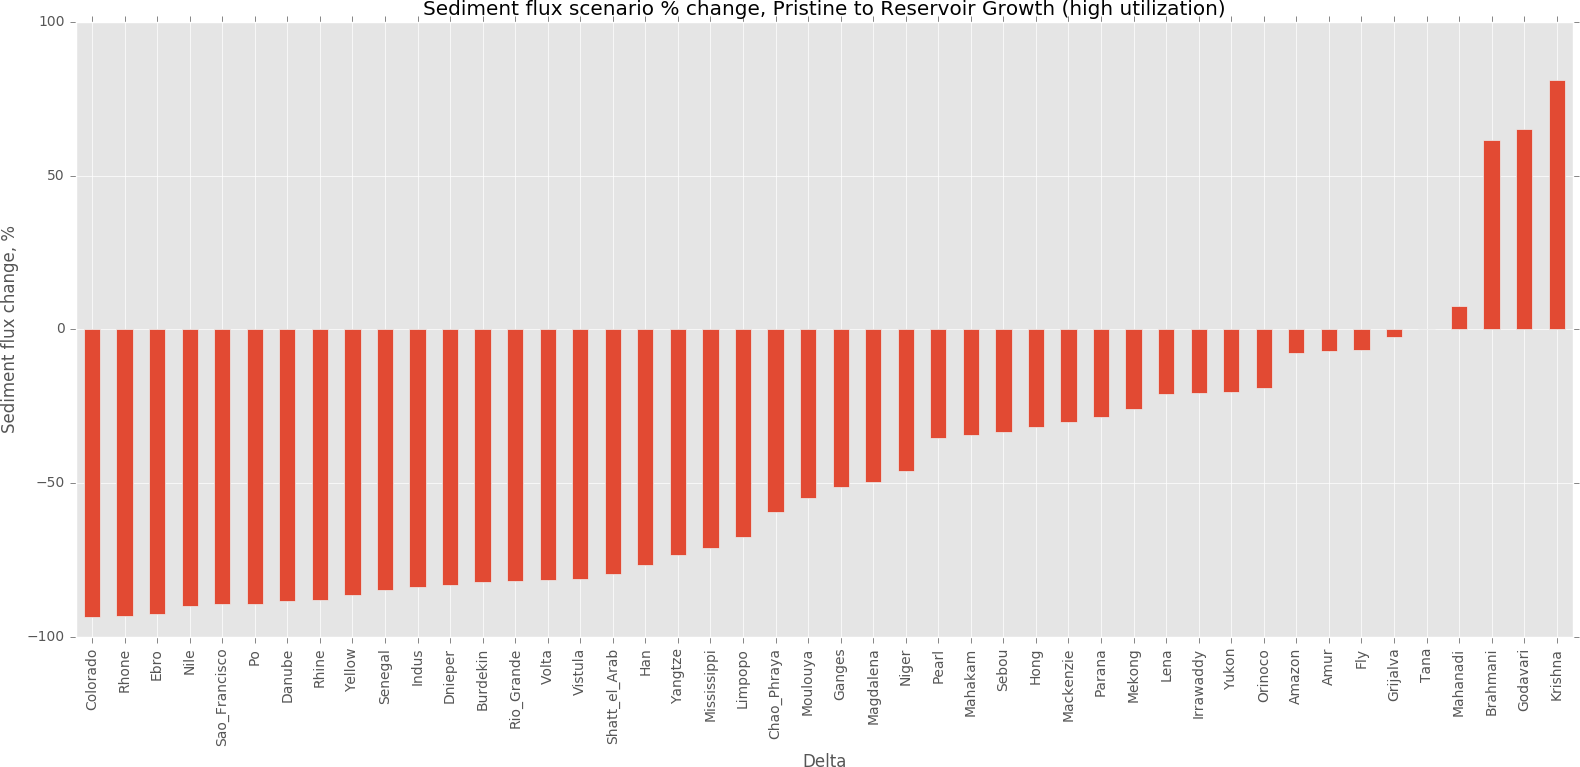 Sediment flux scenario % change, Pristine to Reservoir Growth (high utilization)
Sediment flux change, %
100
50
0
−50
−100
Colorado
Rhone
Ebro
Nile
Sao_Francisco
Po
Danube
Rhine
Yellow
Senegal
Indus
Dnieper
Burdekin
Rio_Grande
Volta
Vistula
Shatt_el_Arab
Han
Yangtze
Mississippi
Limpopo
Chao_Phraya
Moulouya
Ganges
Magdalena
Niger
Pearl
Mahakam
Sebou
Hong
Mackenzie
Parana
Mekong
Lena
Irrawaddy
Yukon
Orinoco
Amazon
Amur
Fly
Grijalva
Tana
Mahanadi
Brahmani
Godavari
Krishna
Delta